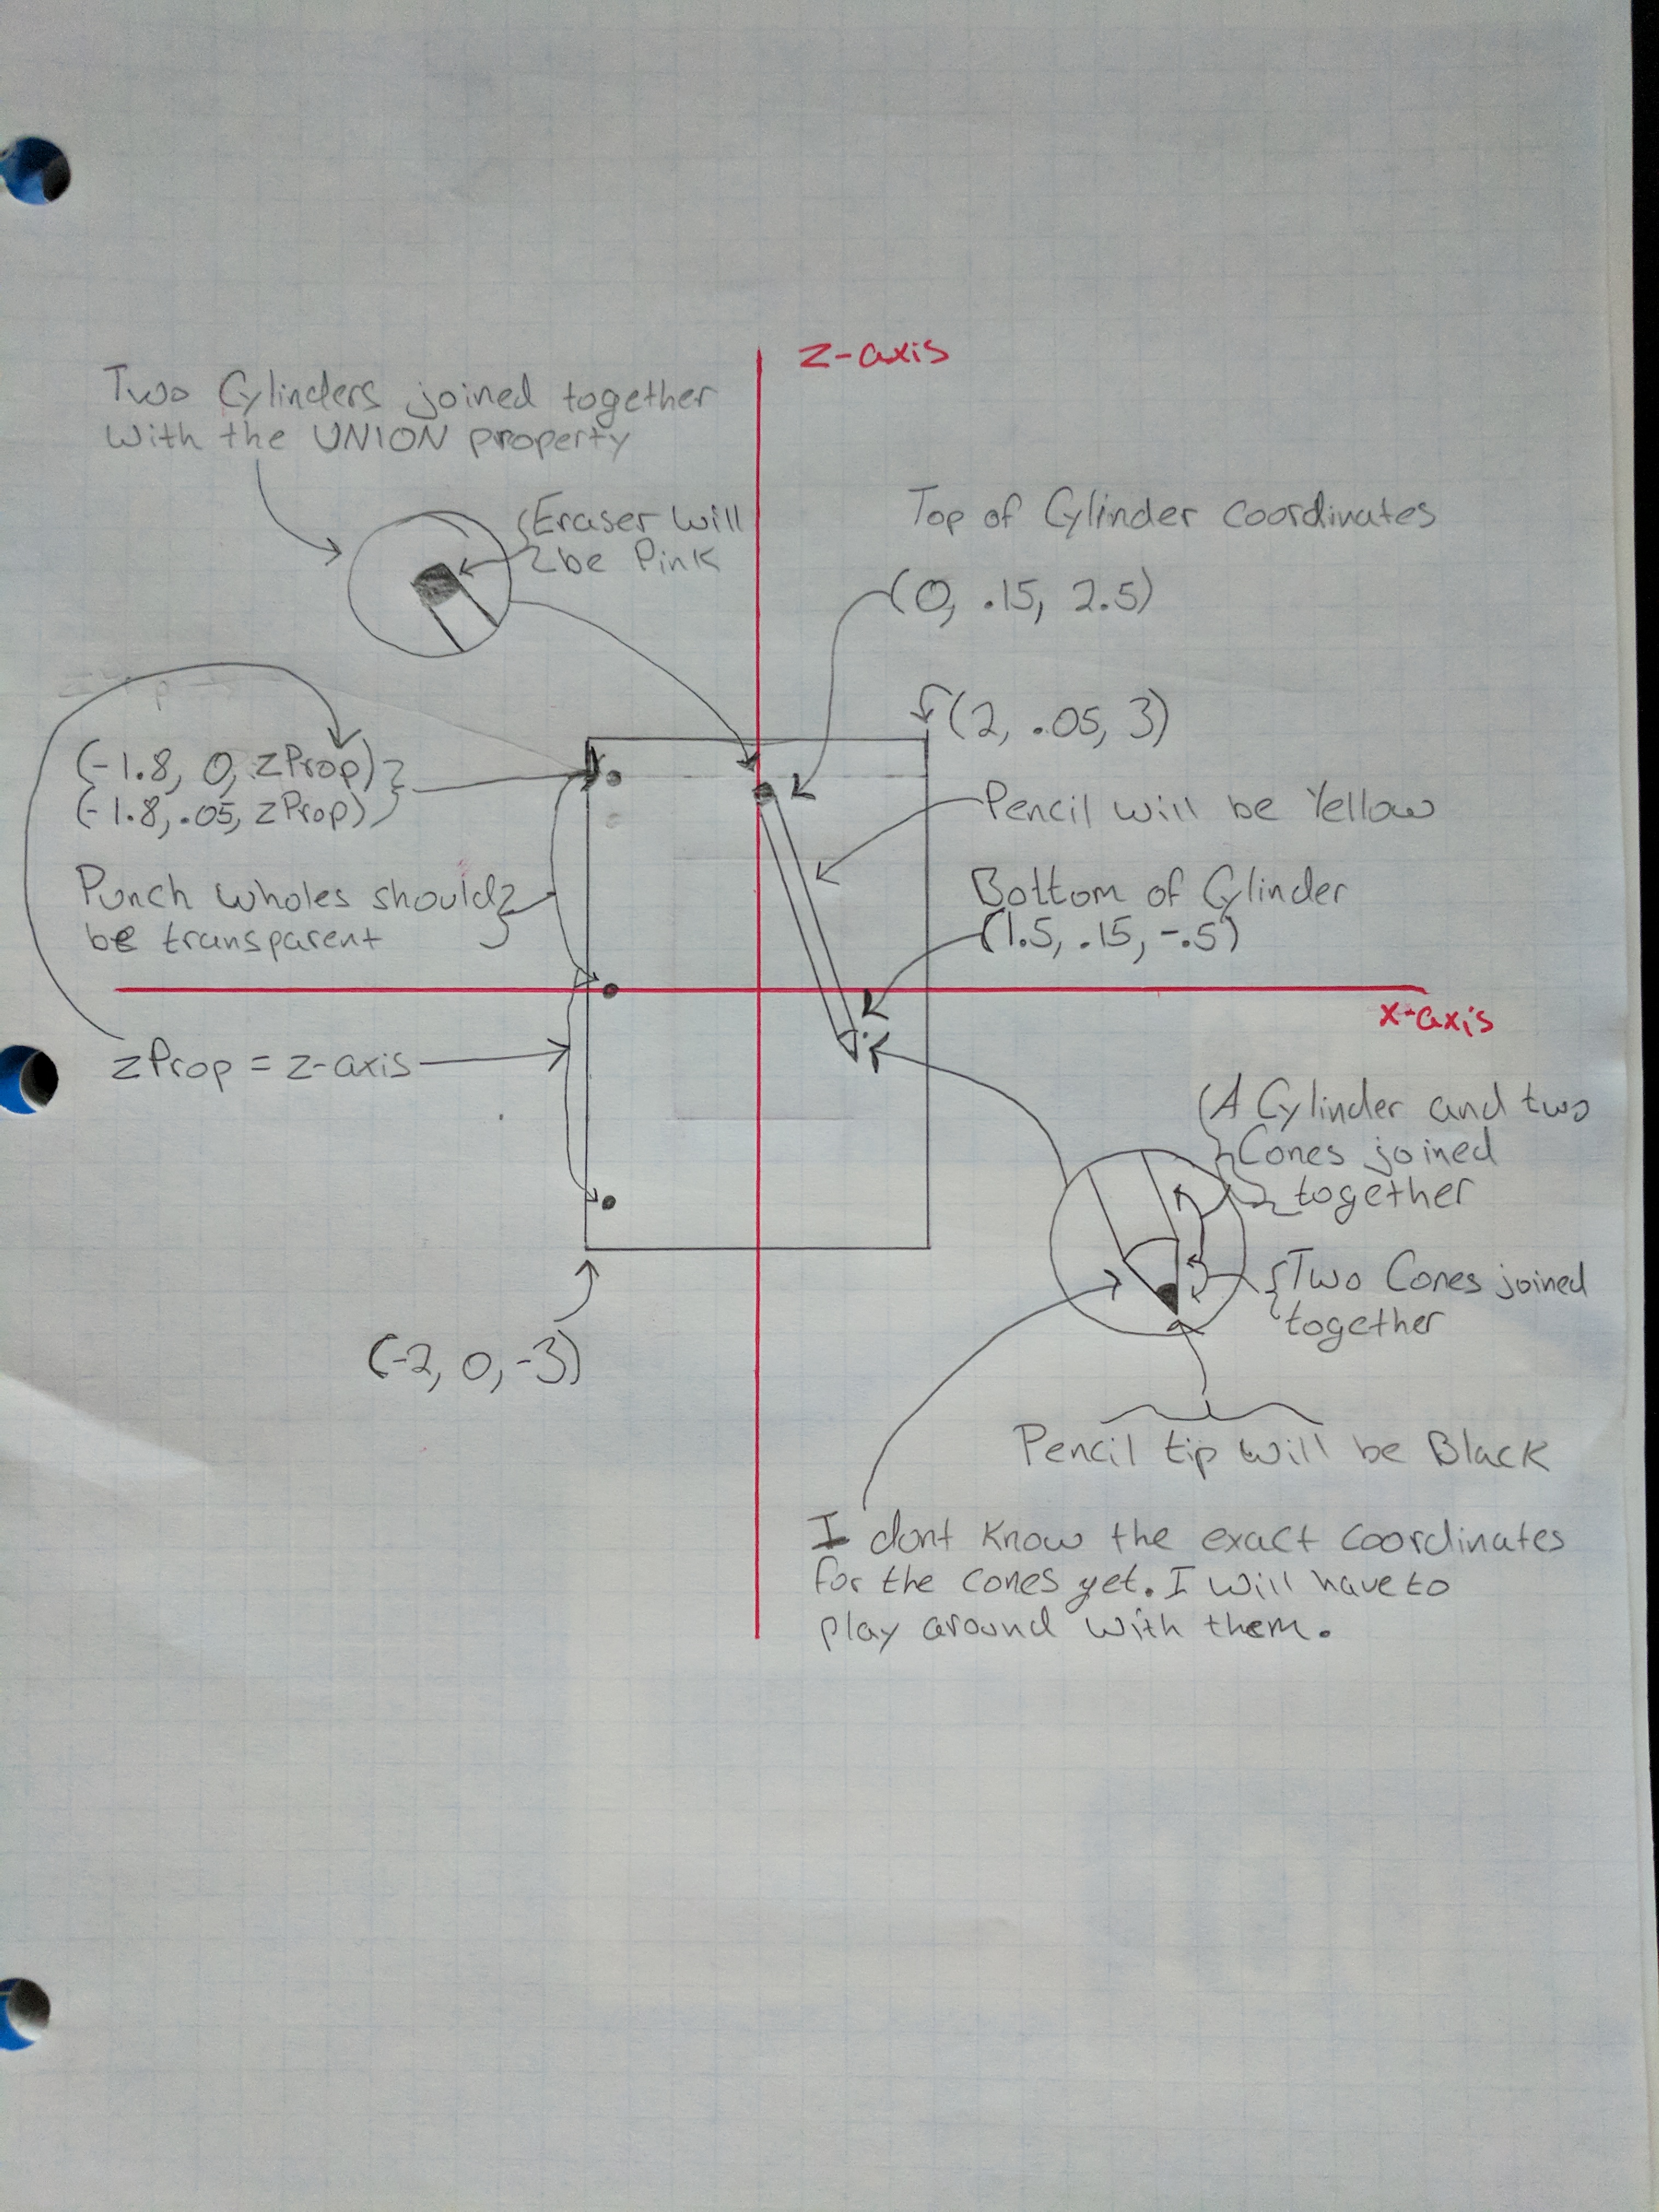 z-axis
Two Cylinders joined together
With the UNION property
Eraser will
be Pink
Top of Cylinder coordinates
(0, .15, 2.5)
(2, .05, 3)
(-1.8, 0, zProp)
(-1.8, .05, zProp)
Pencil will be Yellow
Punch wholes should
be transparent
Bottom of Cylinder
(1.5, .15, -.5)
x-axis
zProp = z-axis
A Cylinder and two
Cones joined
together
Two Cones joined
together
(-2, 0, -3)
Pencil tip will be Black
I dont know the exact coordinates
for the cones yet. I will have to
play around with them.